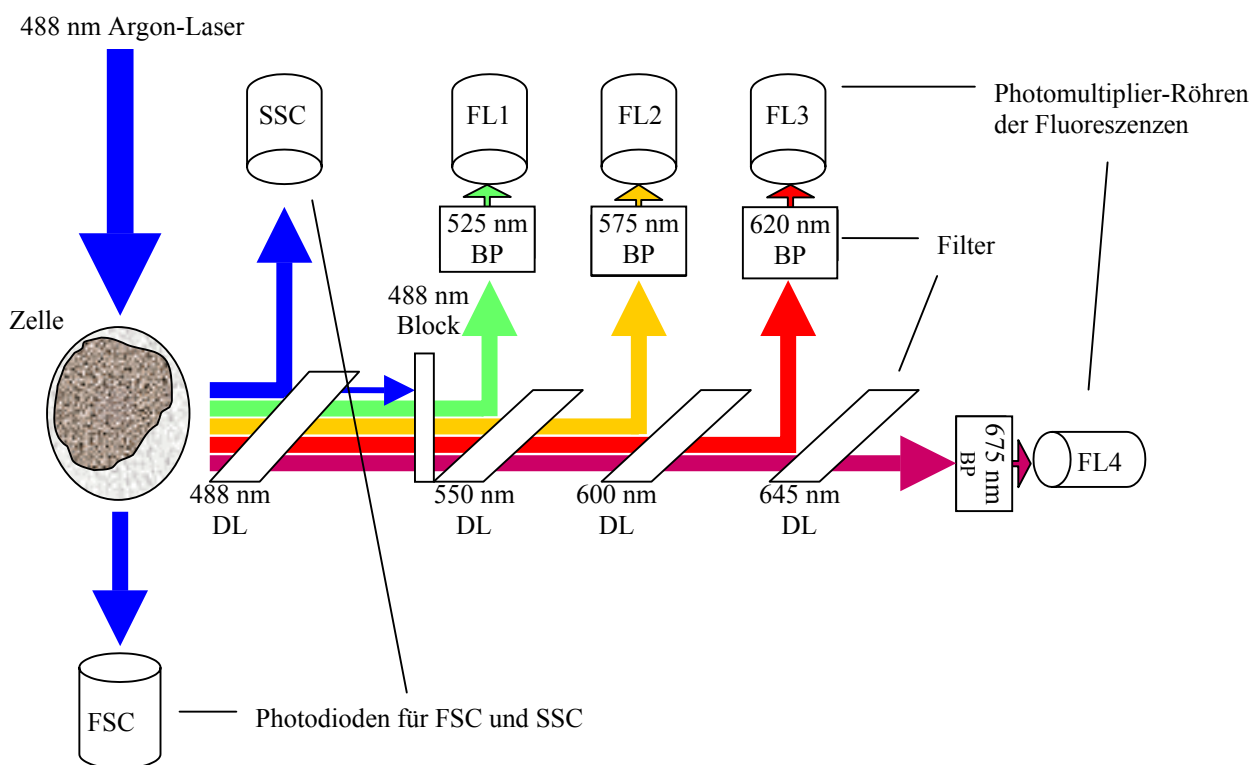 488 nm Argon-Laser
SSC
FL1
FL2
FL3
Photomultiplier-Röhren
der Fluoreszenzen
525 nm
BP
575 nm
BP
620 nm
BP
Filter
488 nm
Block
Zelle
675 nm
BP
FL4
488 nm
DL
550 nm
DL
600 nm
DL
645 nm
DL
FSC
Photodioden für FSC und SSC